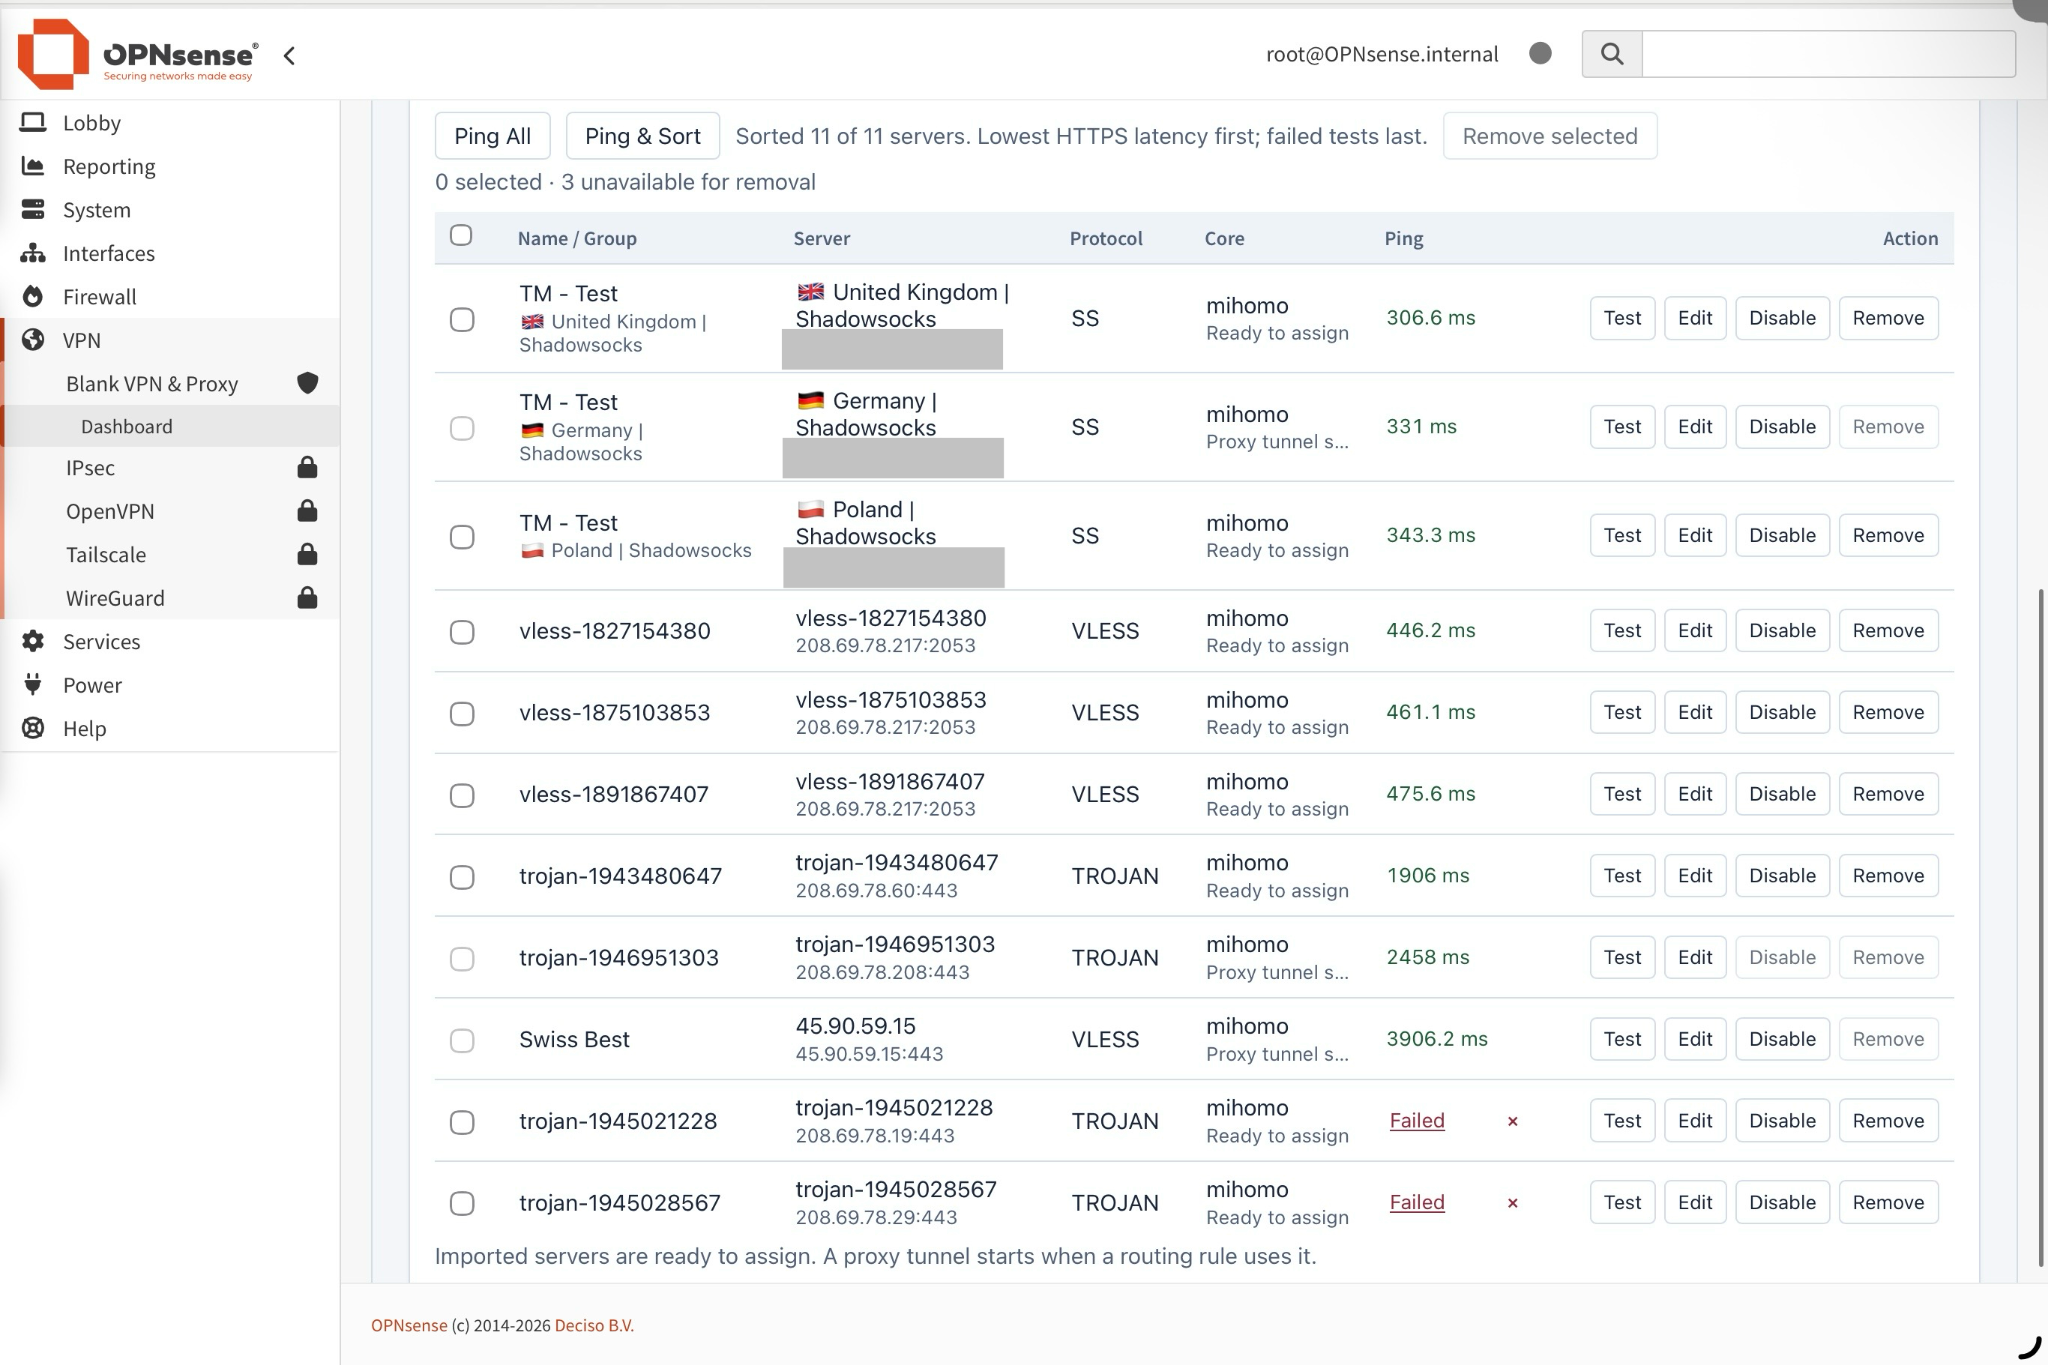 OPNsense®
Securing networks made easy
root@OPNsense.internal
Lobby
Reporting
System
Interfaces
Firewall
VPN
Blank VPN & Proxy
Dashboard
IPsec
OpenVPN
Tailscale
WireGuard
Services
Power
Help
Ping All Ping & Sort Sorted 11 of 11 servers. Lowest HTTPS latency first; failed tests last. Remove selected
0 selected · 3 unavailable for removal
Name / Group Server Protocol Core Ping Action
TM - Test
🇬🇧 United Kingdom |
Shadowsocks
🇬🇧 United Kingdom |
Shadowsocks
SS
mihomo
Ready to assign
306.6 ms
Test Edit Disable Remove
TM - Test
🇩🇪 Germany |
Shadowsocks
🇩🇪 Germany |
Shadowsocks
SS
mihomo
Proxy tunnel s...
331 ms
Test Edit Disable Remove
TM - Test
🇵🇱 Poland | Shadowsocks
🇵🇱 Poland |
Shadowsocks
SS
mihomo
Ready to assign
343.3 ms
Test Edit Disable Remove
vless-1827154380
vless-1827154380
208.69.78.217:2053
VLESS
mihomo
Ready to assign
446.2 ms
Test Edit Disable Remove
vless-1875103853
vless-1875103853
208.69.78.217:2053
VLESS
mihomo
Ready to assign
461.1 ms
Test Edit Disable Remove
vless-1891867407
vless-1891867407
208.69.78.217:2053
VLESS
mihomo
Ready to assign
475.6 ms
Test Edit Disable Remove
trojan-1943480647
trojan-1943480647
208.69.78.60:443
TROJAN
mihomo
Ready to assign
1906 ms
Test Edit Disable Remove
trojan-1946951303
trojan-1946951303
208.69.78.208:443
TROJAN
mihomo
Proxy tunnel s...
2458 ms
Test Edit Disable Remove
Swiss Best
45.90.59.15
45.90.59.15:443
VLESS
mihomo
Proxy tunnel s...
3906.2 ms
Test Edit Disable Remove
trojan-1945021228
trojan-1945021228
208.69.78.19:443
TROJAN
mihomo
Ready to assign
Failed ×
Test Edit Disable Remove
trojan-1945028567
trojan-1945028567
208.69.78.29:443
TROJAN
mihomo
Ready to assign
Failed ×
Test Edit Disable Remove
Imported servers are ready to assign. A proxy tunnel starts when a routing rule uses it.
OPNsense (c) 2014-2026 Deciso B.V.